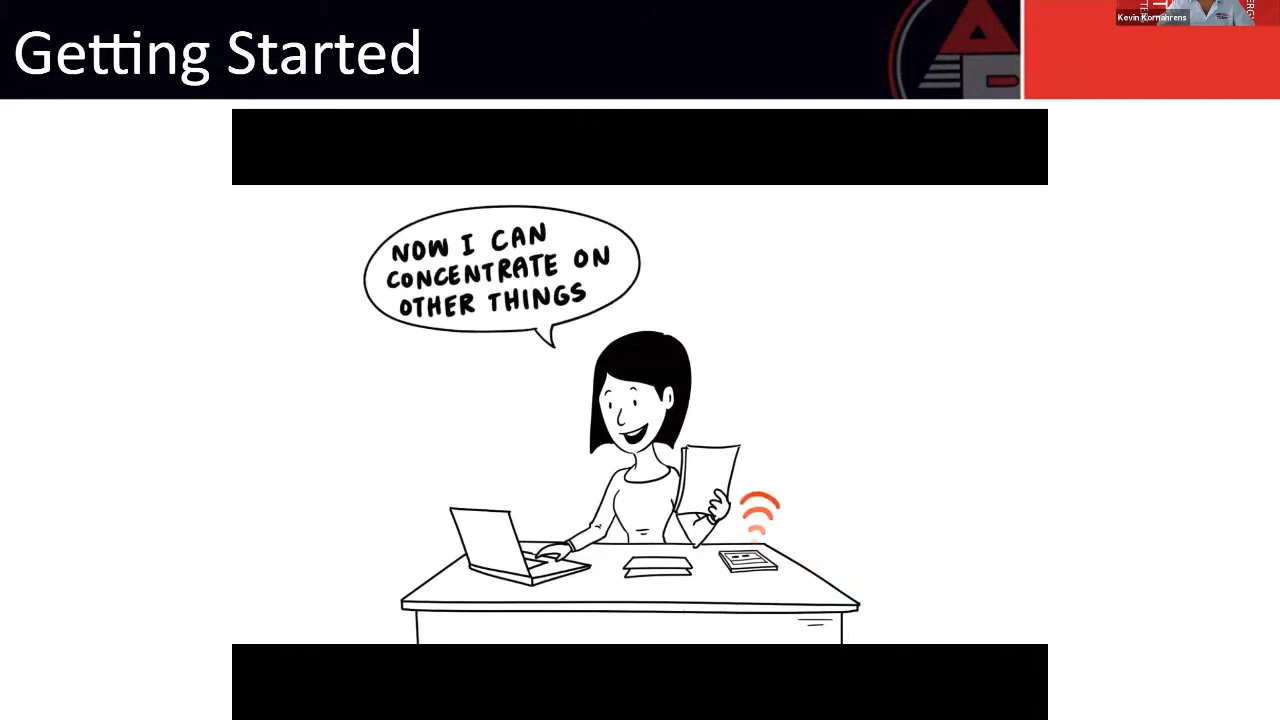 Getting Started
Kevin Kornahrens
NOW I CAN
CONCENTRATE ON
OTHER THINGS